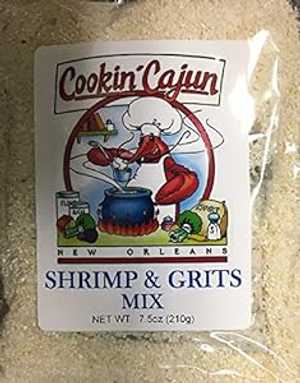 Cookin' Cajun
NEW ORLEANS
SHRIMP & GRITS
MIX
NET WT. 7.5oz (210g)